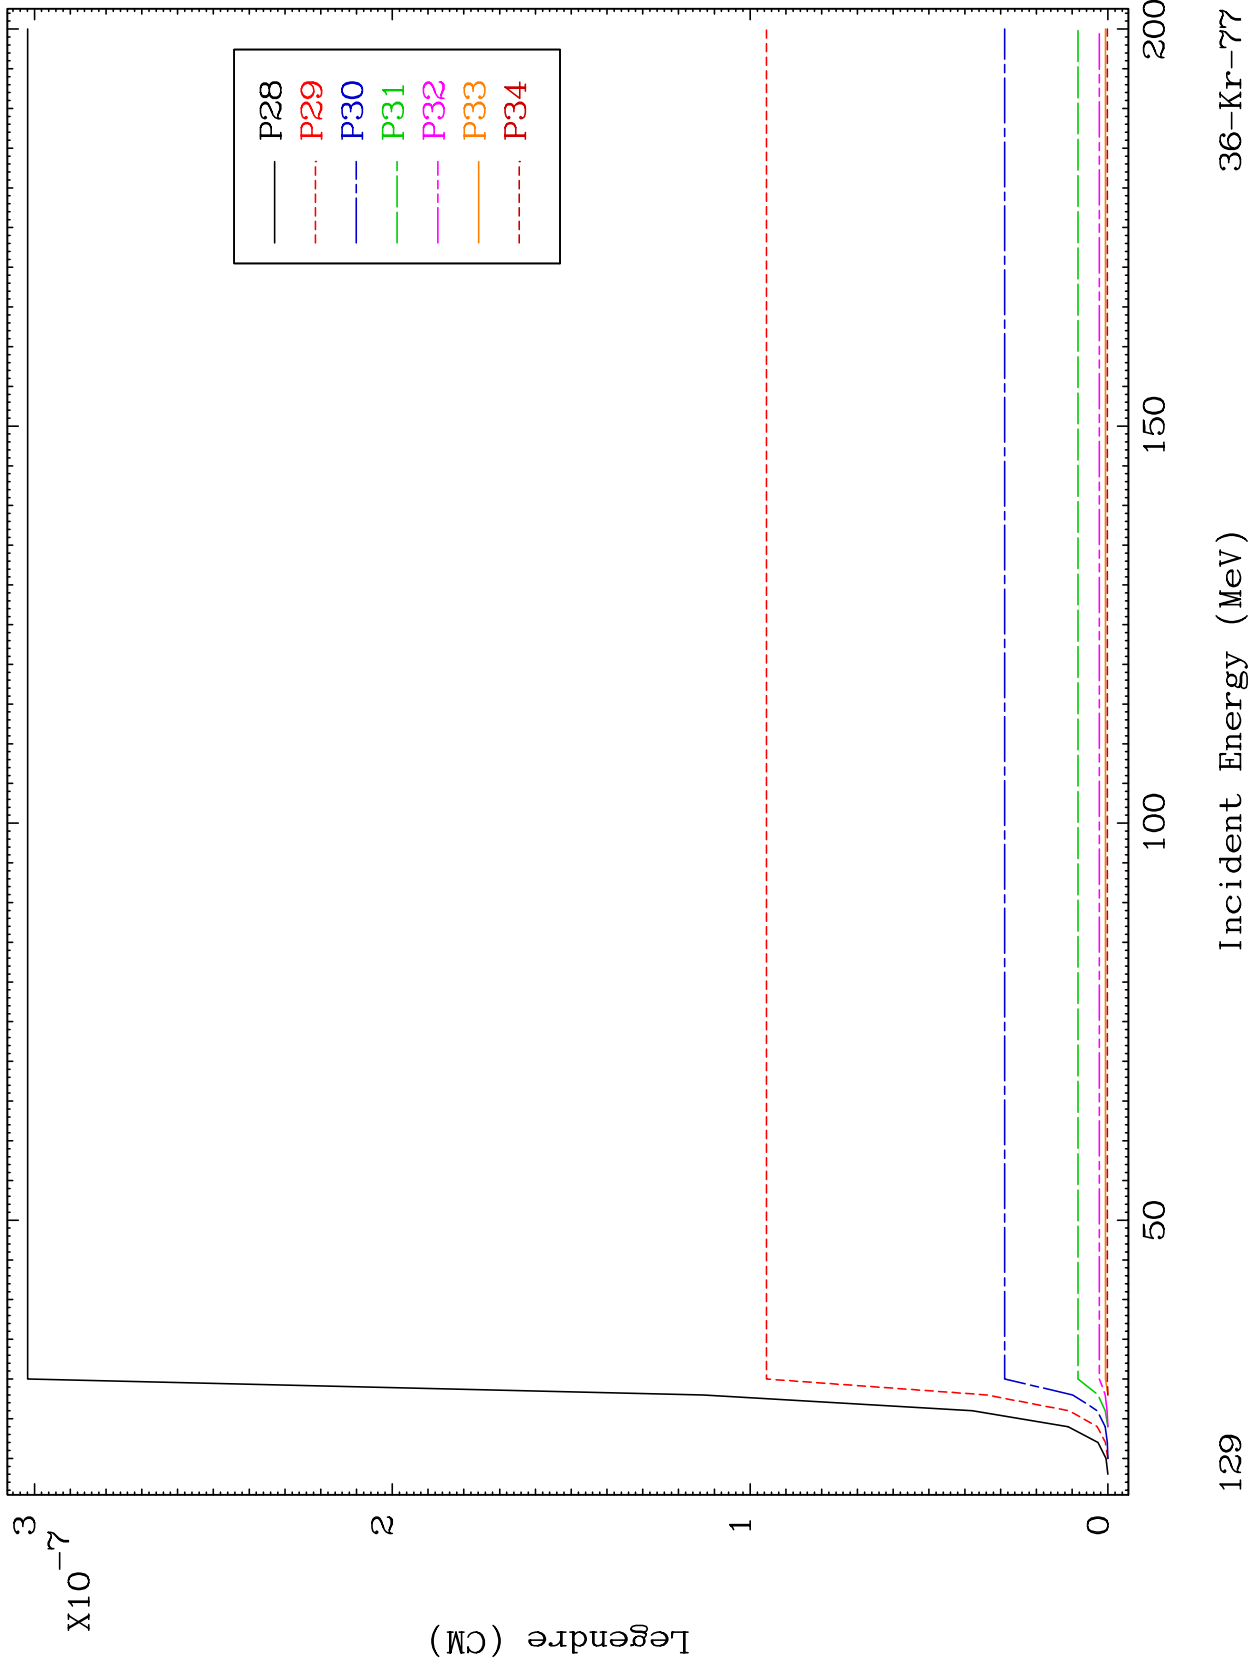 3
2
1
0
X10
-7
Legendre (CM)
P28
P29
P30
P31
P32
P33
P34
50
100
150
200
Incident Energy (MeV)
129
36-Kr-77